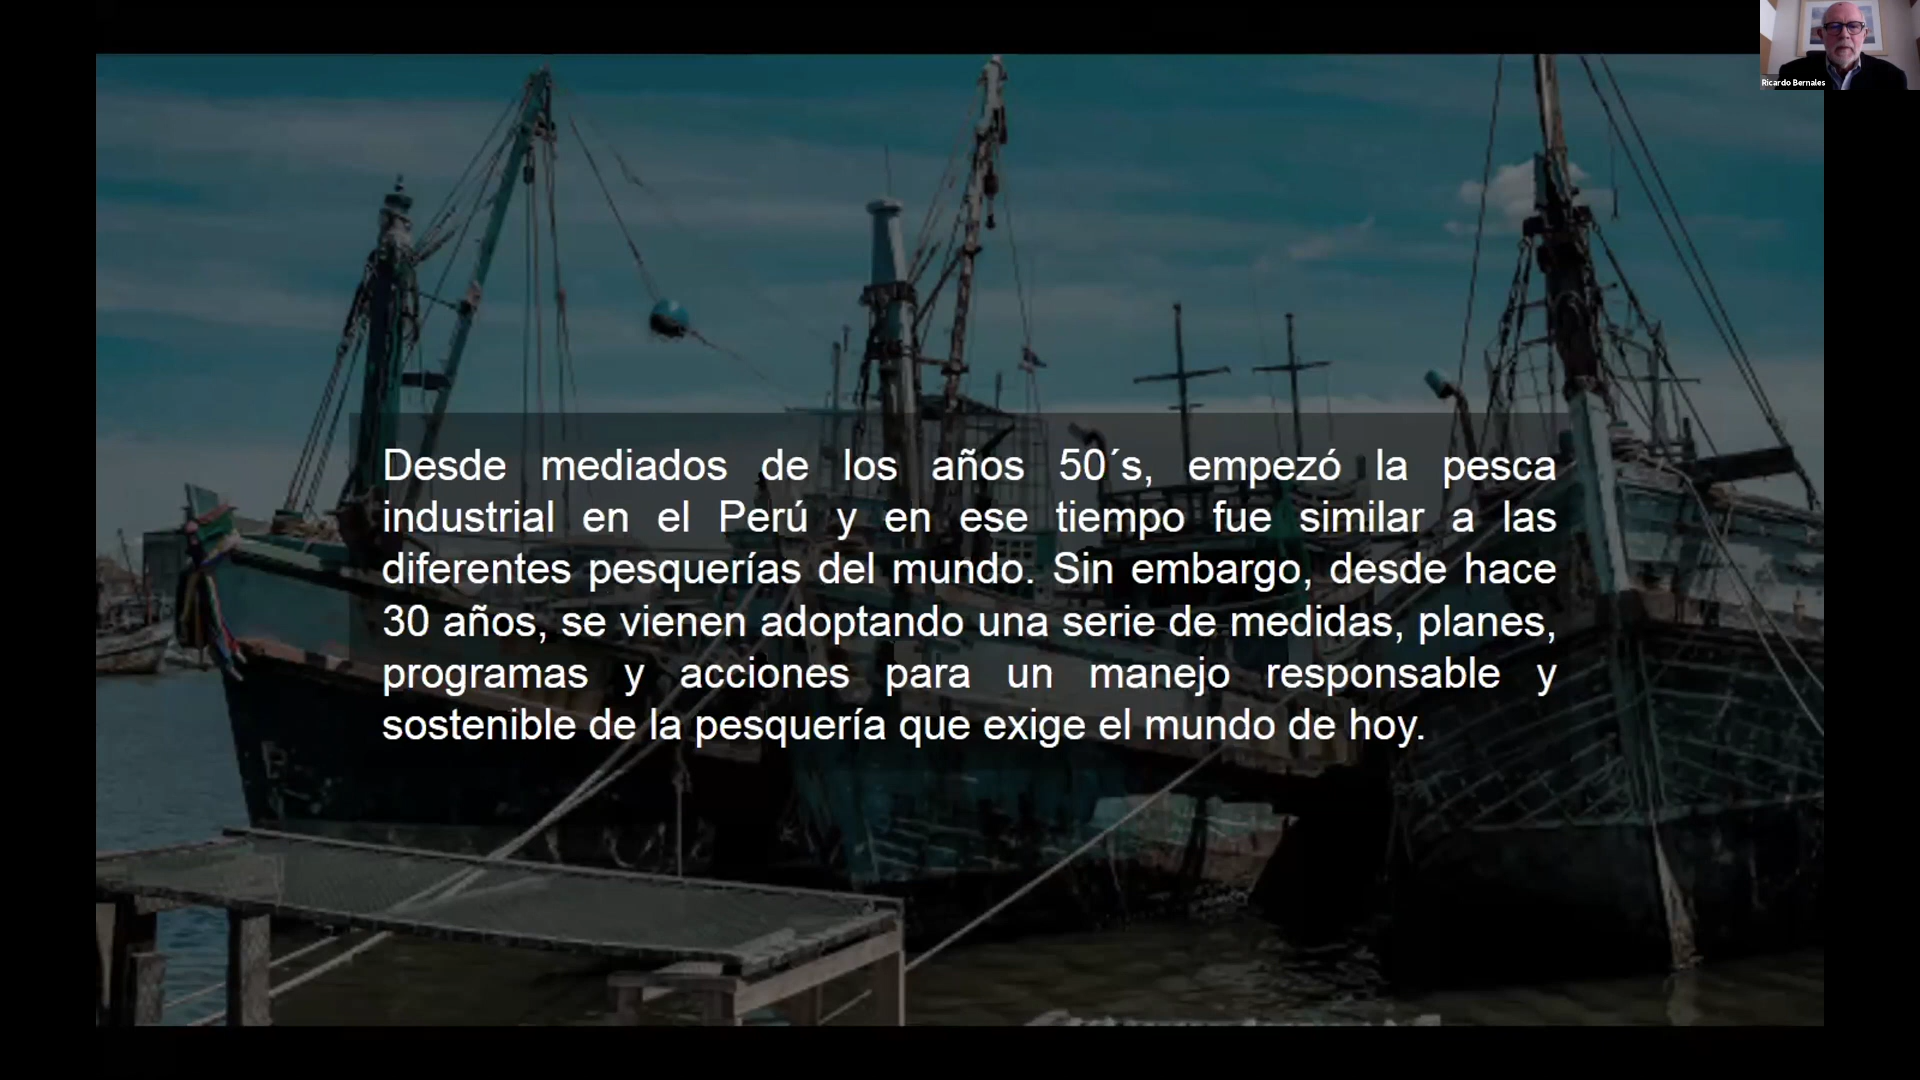 Ricardo Bernales
Desde mediados de los años 50´s, empezó la pesca
industrial en el Perú y en ese tiempo fue similar a las
diferentes pesquerías del mundo. Sin embargo, desde hace
30 años, se vienen adoptando una serie de medidas, planes,
programas y acciones para un manejo responsable y
sostenible de la pesquería que exige el mundo de hoy.